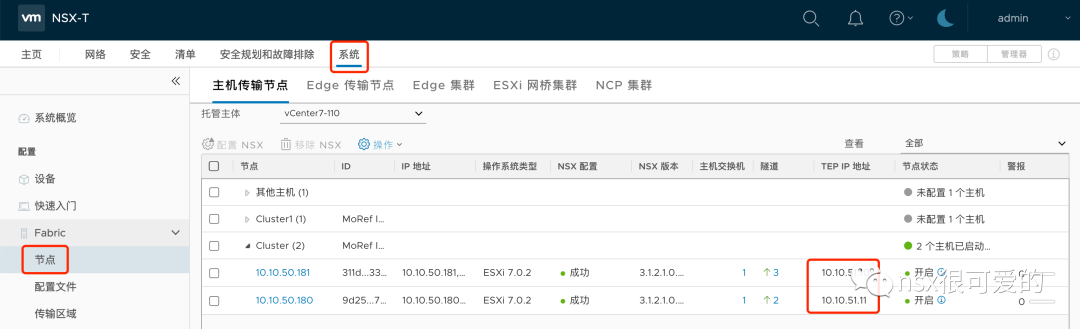 vm NSX-T admin
主页 网络 安全 清单 安全规划和故障排除 系统 策略 管理器
主机传输节点 Edge 传输节点 Edge 集群 ESXi 网桥集群 NCP 集群
系统概览
托管主体 vCenter7-110
配置
配置 NSX 移除 NSX 操作 查看 全部
设备
节点 ID IP 地址 操作系统类型 NSX 配置 NSX 版本 主机交换机 隧道 TEP IP 地址 节点状态 警报
快速入门
其他主机 (1) 未配置 1 个主机
Cluster1 (1) MoRef I... 未配置 1 个主机
Fabric
Cluster (2) MoRef I... 2 个主机已启动...
节点
10.10.50.181 311d...33... 10.10.50.181,... ESXi 7.0.2 成功 3.1.2.1.0... 1 3 开启 0
配置文件
10.10.50.180 9d25...7... 10.10.50.180... ESXi 7.0.2 成功 3.1.2.1.0... 1 2 10.10.51.11 开启 0
传输区域
nsx很可爱的